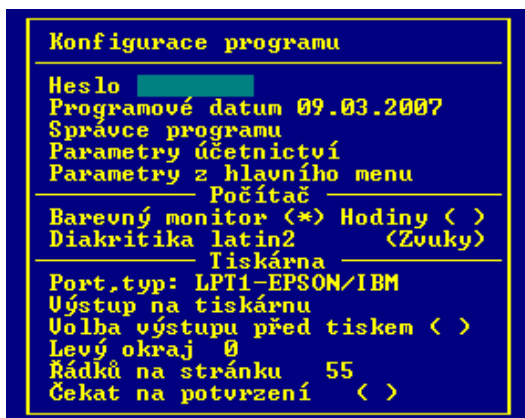 Konfigurace programu
Heslo
Programové datum 09.03.2007
Správce programu
Parametry účetnictví
Parametry z hlavního menu
Počítač
Barevný monitor (*) Hodiny ( )
Diakritika latin2 (Zvuky)
Tiskárna
Port,typ: LPT1-EPSON/IBM
Výstup na tiskárnu
Volba výstupu před tiskem ( )
Levý okraj 0
Řádků na stránku 55
Čekat na potvrzení ( )